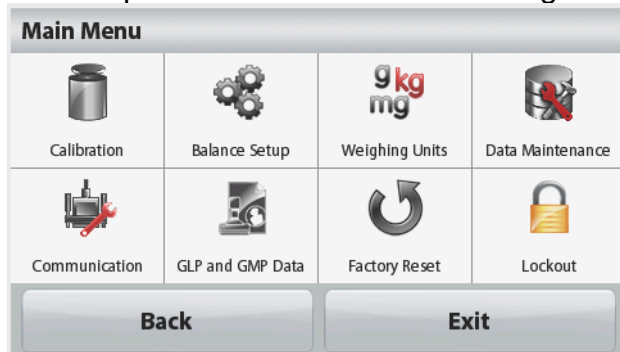 Main Menu
g kg
mg
Calibration
Balance Setup
Weighing Units
Data Maintenance
Communication
GLP and GMP Data
Factory Reset
Lockout
Back
Exit